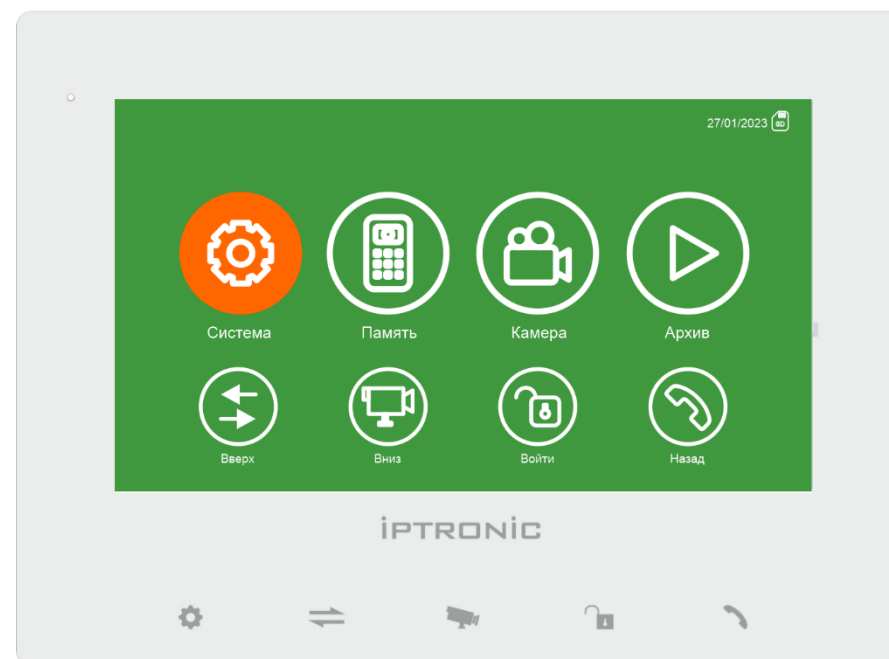 27/01/2023 SD
Система Память Камера Архив
Вверх Вниз Войти Назад
iPTRONiC